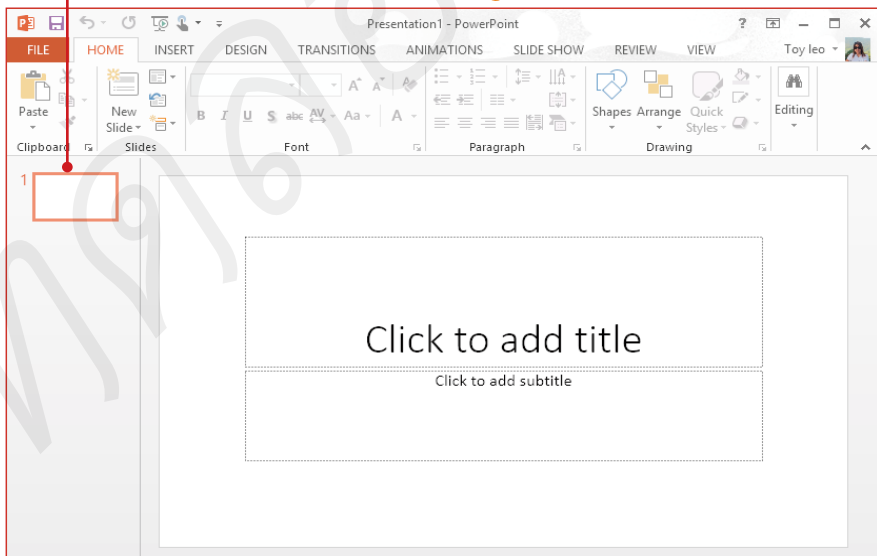 Presentation1 - PowerPoint
FILE HOME INSERT DESIGN TRANSITIONS ANIMATIONS SLIDE SHOW REVIEW VIEW Toy leo
Paste New Slide B I U S abc AV Aa A Shapes Arrange Quick Styles Editing
Clipboard Slides Font Paragraph Drawing
1
Click to add title
Click to add subtitle